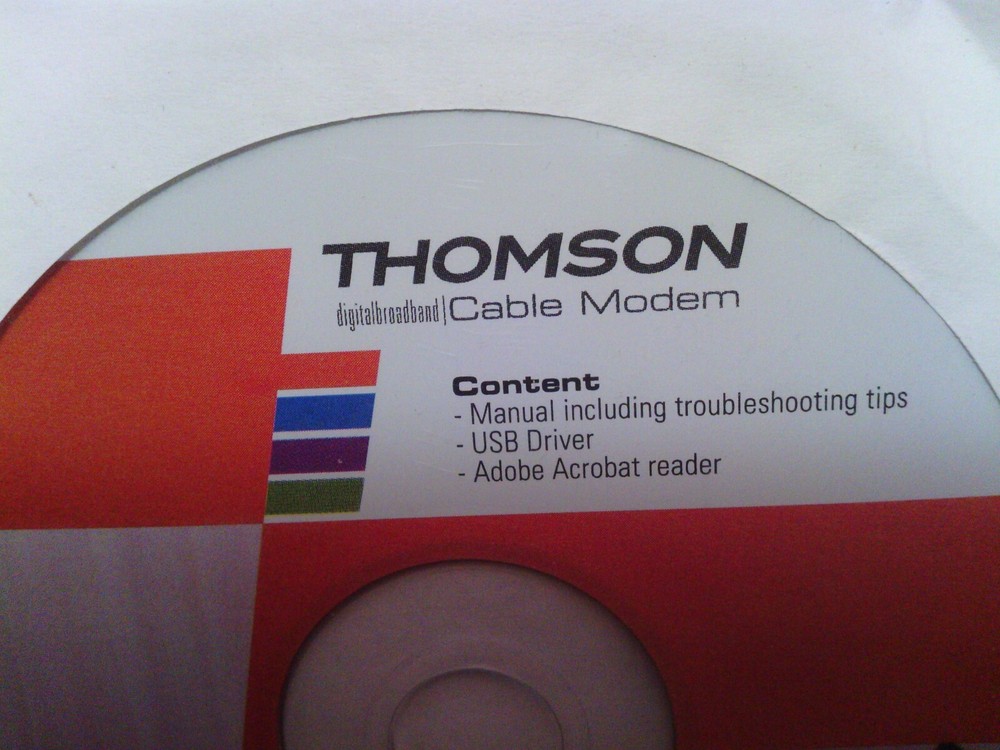 THOMSON
digitalbroadband|Cable Modem
Content
- Manual including troubleshooting tips
- USB Driver
- Adobe Acrobat reader